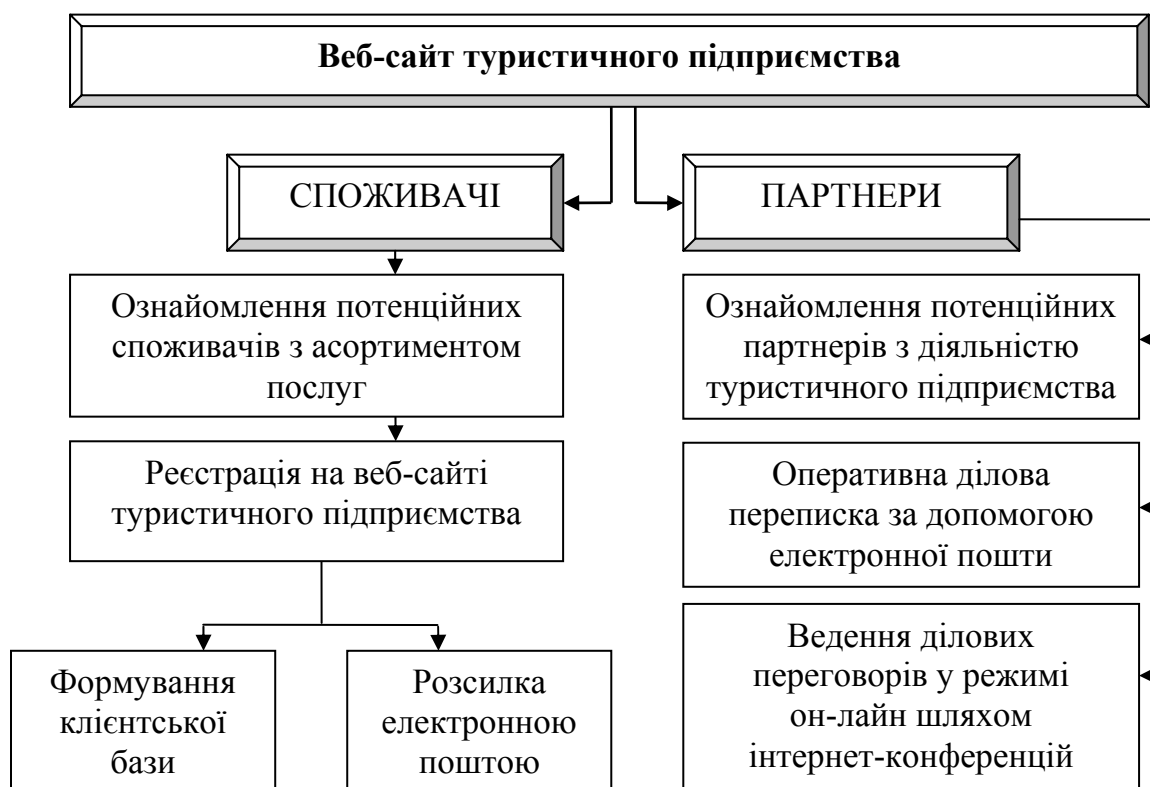 Веб-сайт туристичного підприємства
СПОЖИВАЧІ
ПАРТНЕРИ
Ознайомлення потенційних
споживачів з асортиментом
послуг
Реєстрація на веб-сайті
туристичного підприємства
Формування
клієнтської
бази
Розсилка
електронною
поштою
Ознайомлення потенційних
партнерів з діяльністю
туристичного підприємства
Оперативна ділова
переписка за допомогою
електронної пошти
Ведення ділових
переговорів у режимі
он-лайн шляхом
інтернет-конференцій